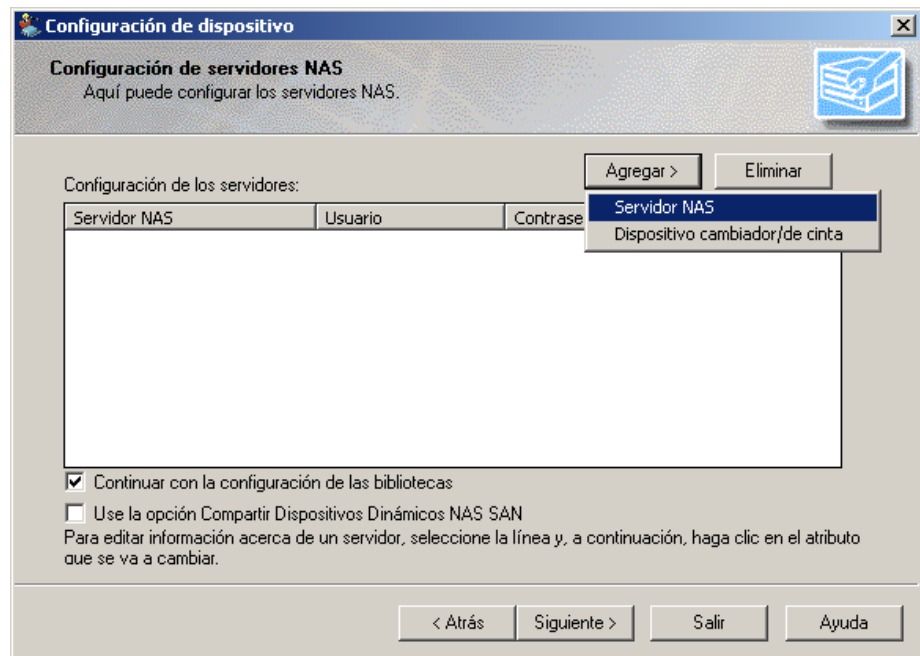 Configuración de dispositivo
Configuración de servidores NAS
Aquí puede configurar los servidores NAS.
Agregar >
Eliminar
Configuración de los servidores:
Servidor NAS
Usuario
Contrase
Servidor NAS
Dispositivo cambiador/de cinta
Continuar con la configuración de las bibliotecas
Use la opción Compartir Dispositivos Dinámicos NAS SAN
Para editar información acerca de un servidor, seleccione la línea y, a continuación, haga clic en el atributo
que se va a cambiar.
< Atrás
Siguiente >
Salir
Ayuda